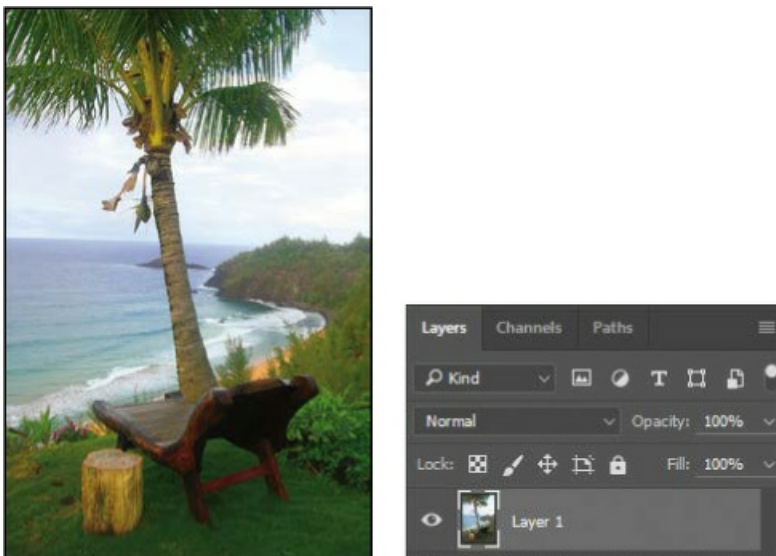 Layers Channels Paths
Kind
Normal Opacity: 100%
Lock: Fill: 100%
Layer 1